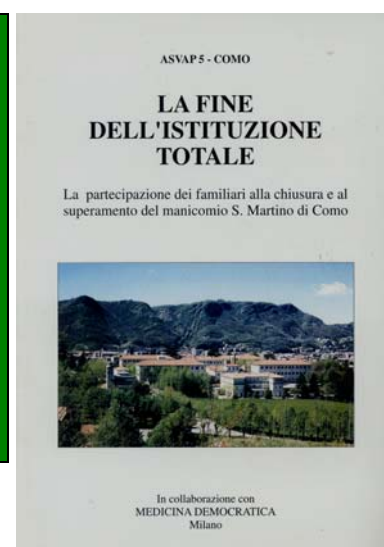 ASVAP 5 - COMO
LA FINE
DELL'ISTITUZIONE
TOTALE
La partecipazione dei familiari alla chiusura e al
superamento del manicomio S. Martino di Como
In collaborazione con
MEDICINA DEMOCRATICA
Milano